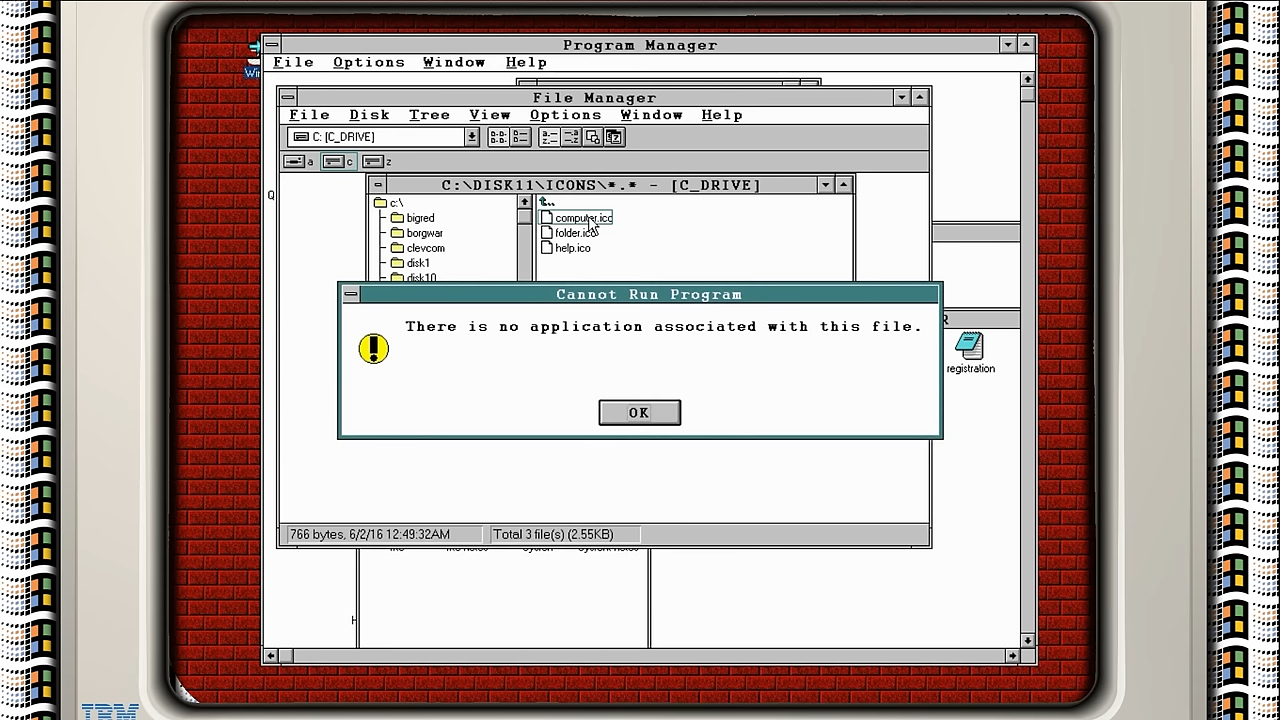 Program Manager
File Options Window Help
File Manager
File Disk Tree View Options Window Help
C: [C_DRIVE]
a c z
C:\DISK11\ICONS\*.* - [C_DRIVE]
c:\
bigred
borgwar
clevcom
disk1
disk10
computer.ico
folder.ico
help.ico
Cannot Run Program
There is no application associated with this file.
OK
registration
766 bytes, 6/2/16 12:49:32AM Total 3 file(s) (2.55KB)
IBM